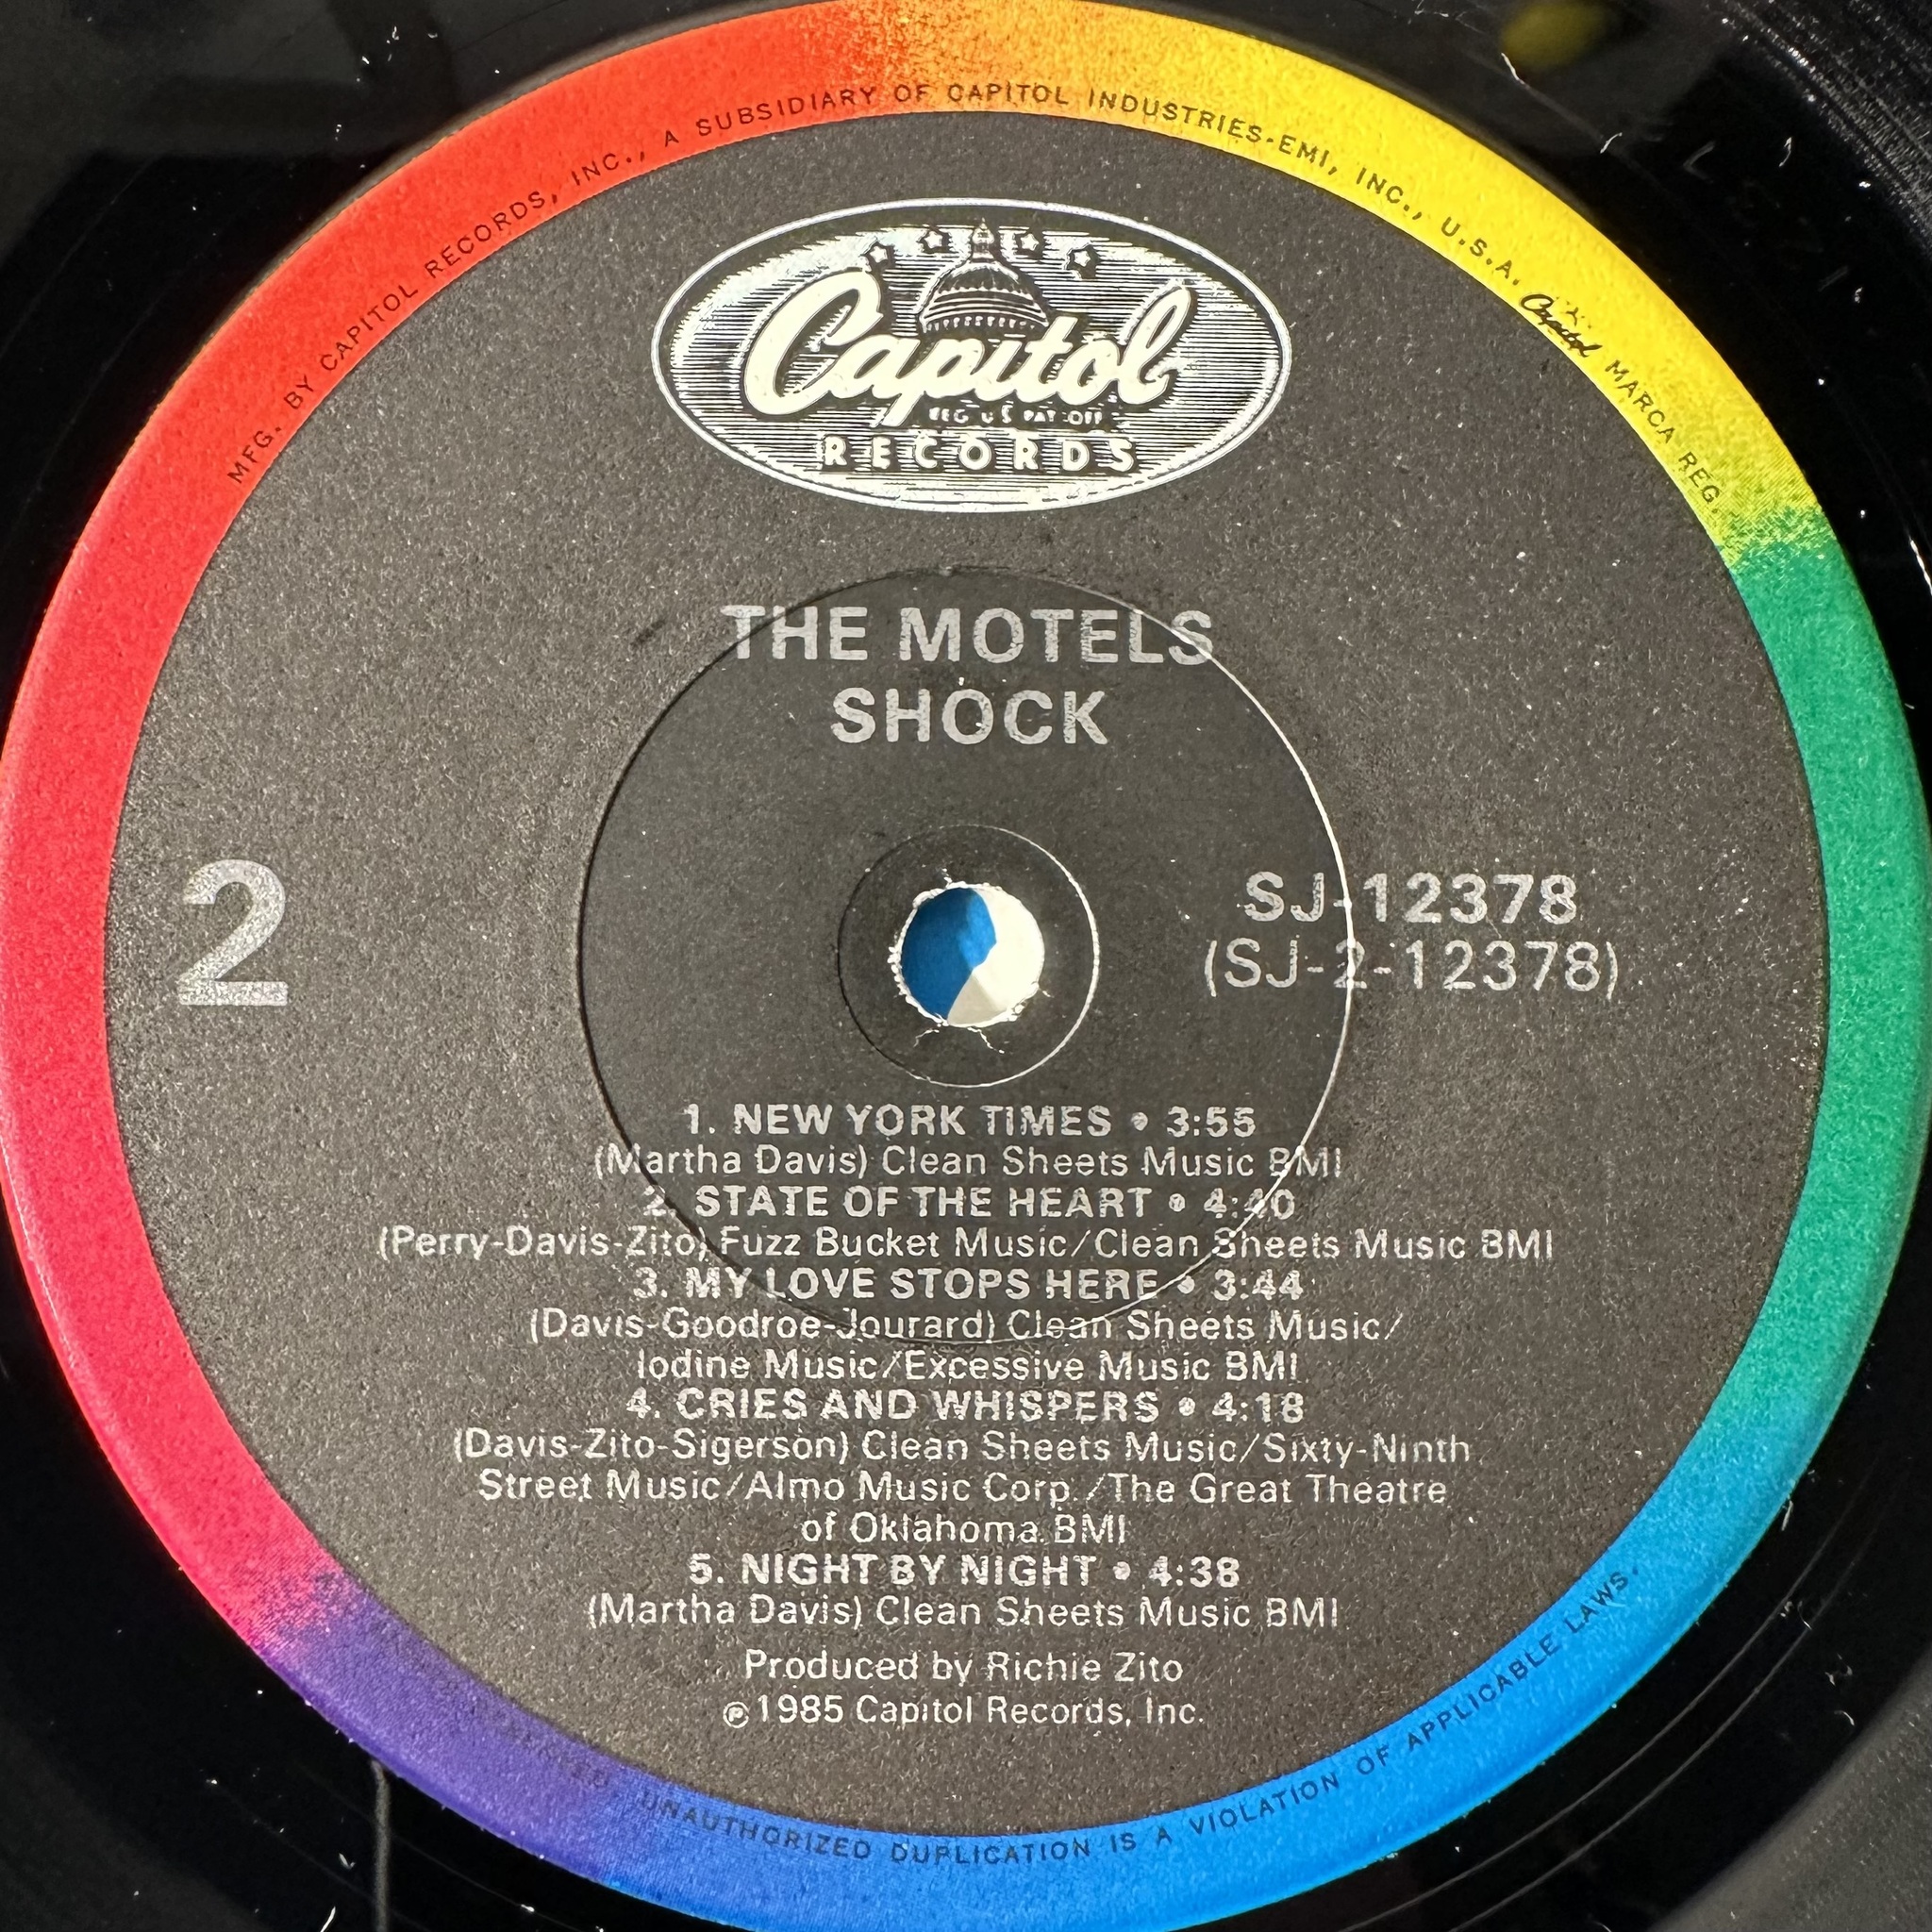 MFG. BY CAPITOL RECORDS, INC., A SUBSIDIARY OF CAPITOL INDUSTRIES-EMI, INC., U.S.A. Capitol MARCA REG.
Capitol
REG. U.S. PAT. OFF.
RECORDS
THE MOTELS
SHOCK
2
SJ-12378
(SJ-2-12378)
1. NEW YORK TIMES • 3:55
(Martha Davis) Clean Sheets Music BMI
2. STATE OF THE HEART • 4:40
(Perry-Davis-Zito) Fuzz Bucket Music/Clean Sheets Music BMI
3. MY LOVE STOPS HERE • 3:44
(Davis-Goodroe-Jourard) Clean Sheets Music/
Iodine Music/Excessive Music BMI
4. CRIES AND WHISPERS • 4:18
(Davis-Zito-Sigerson) Clean Sheets Music/Sixty-Ninth
Street Music/Almo Music Corp./The Great Theatre
of Oklahoma BMI
5. NIGHT BY NIGHT • 4:38
(Martha Davis) Clean Sheets Music BMI
Produced by Richie Zito
℗1985 Capitol Records, Inc.
UNAUTHORIZED DUPLICATION IS A VIOLATION OF APPLICABLE LAWS.